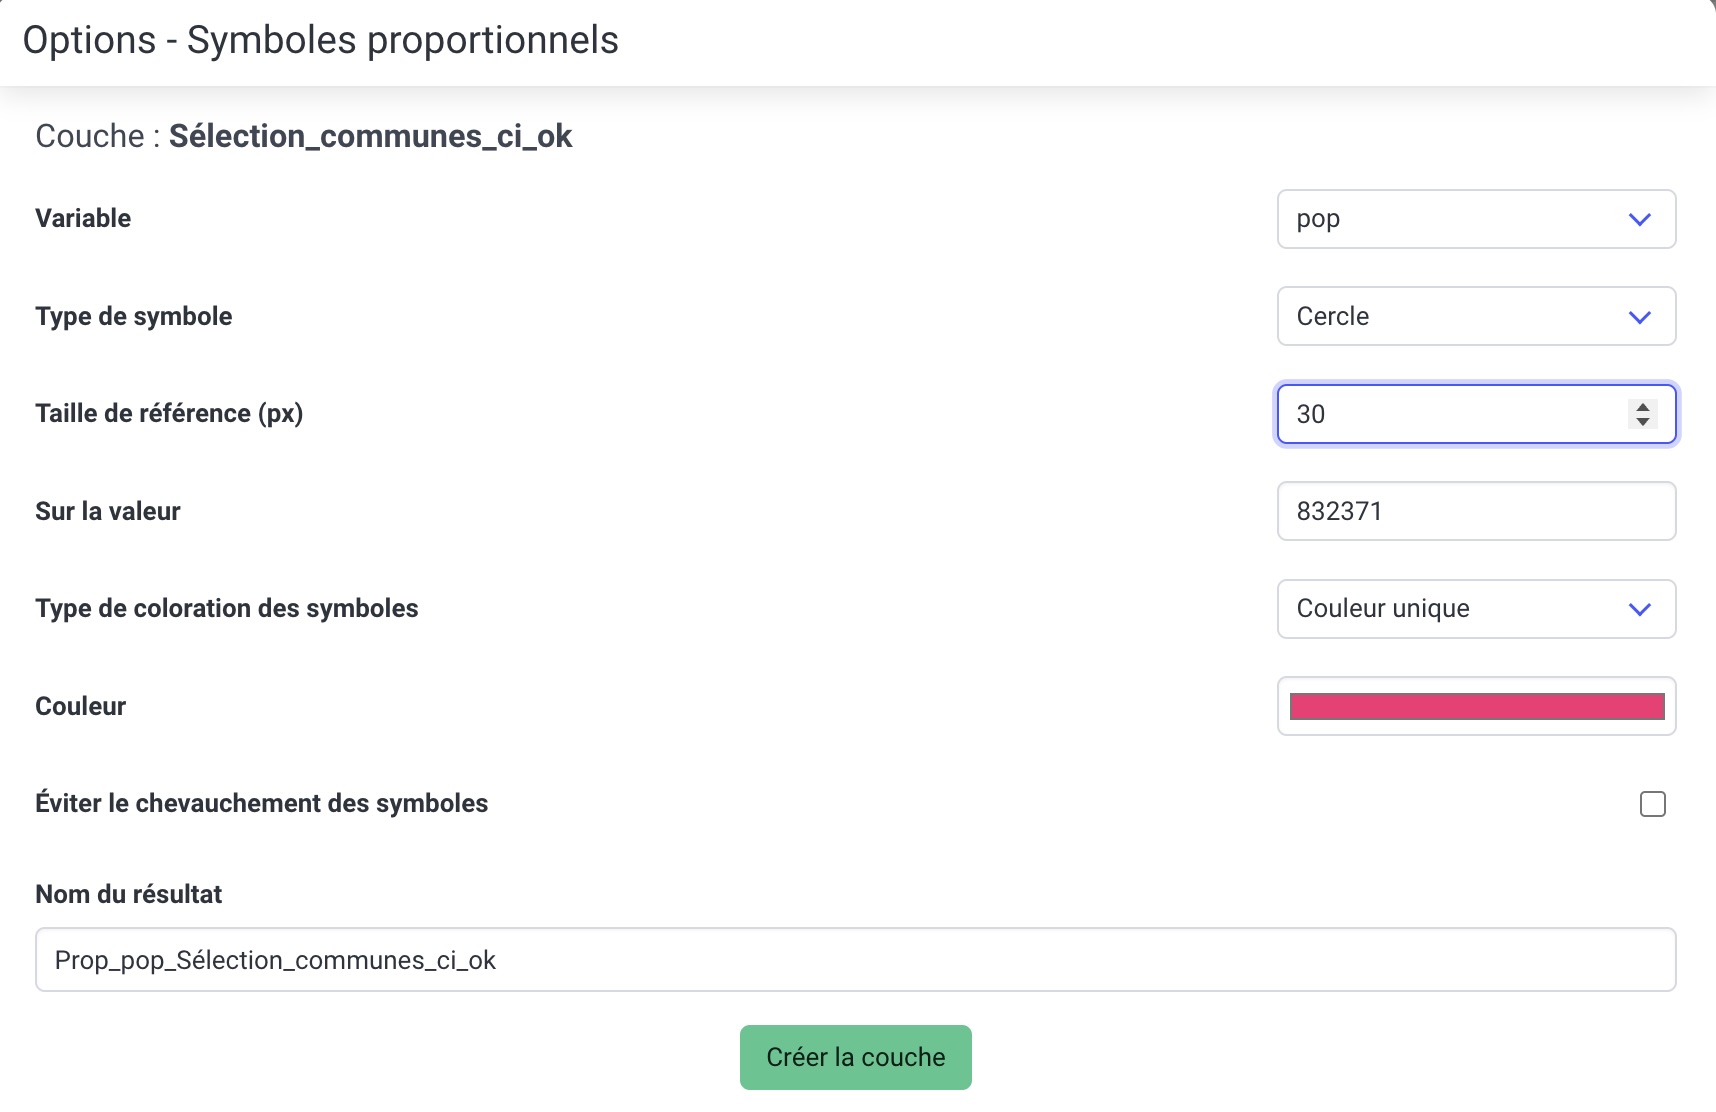 Options - Symboles proportionnels
Couche : Sélection_communes_ci_ok
Variable
pop
Type de symbole
Cercle
Taille de référence (px)
30
Sur la valeur
832371
Type de coloration des symboles
Couleur unique
Couleur
Éviter le chevauchement des symboles
Nom du résultat
Prop_pop_Sélection_communes_ci_ok
Créer la couche